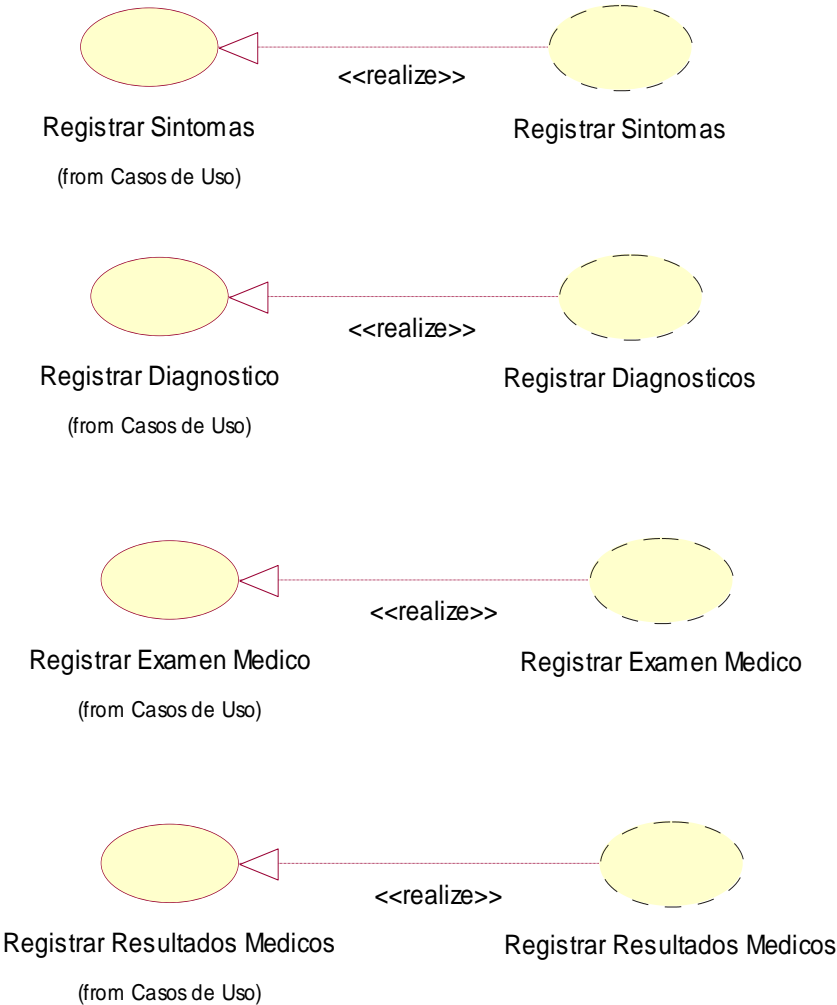 <<realize>>
Registrar Sintomas
Registrar Sintomas
(from Casos de Uso)
<<realize>>
Registrar Diagnostico
Registrar Diagnosticos
(from Casos de Uso)
<<realize>>
Registrar Examen Medico
Registrar Examen Medico
(from Casos de Uso)
<<realize>>
Registrar Resultados Medicos
Registrar Resultados Medicos
(from Casos de Uso)